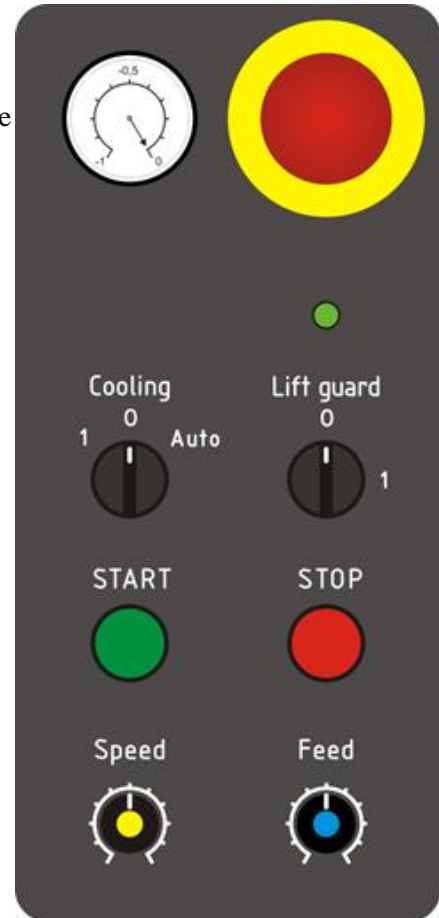 -0,5
e
-1 0
Cooling Lift guard
0 0
1 Auto 1
START STOP
Speed Feed